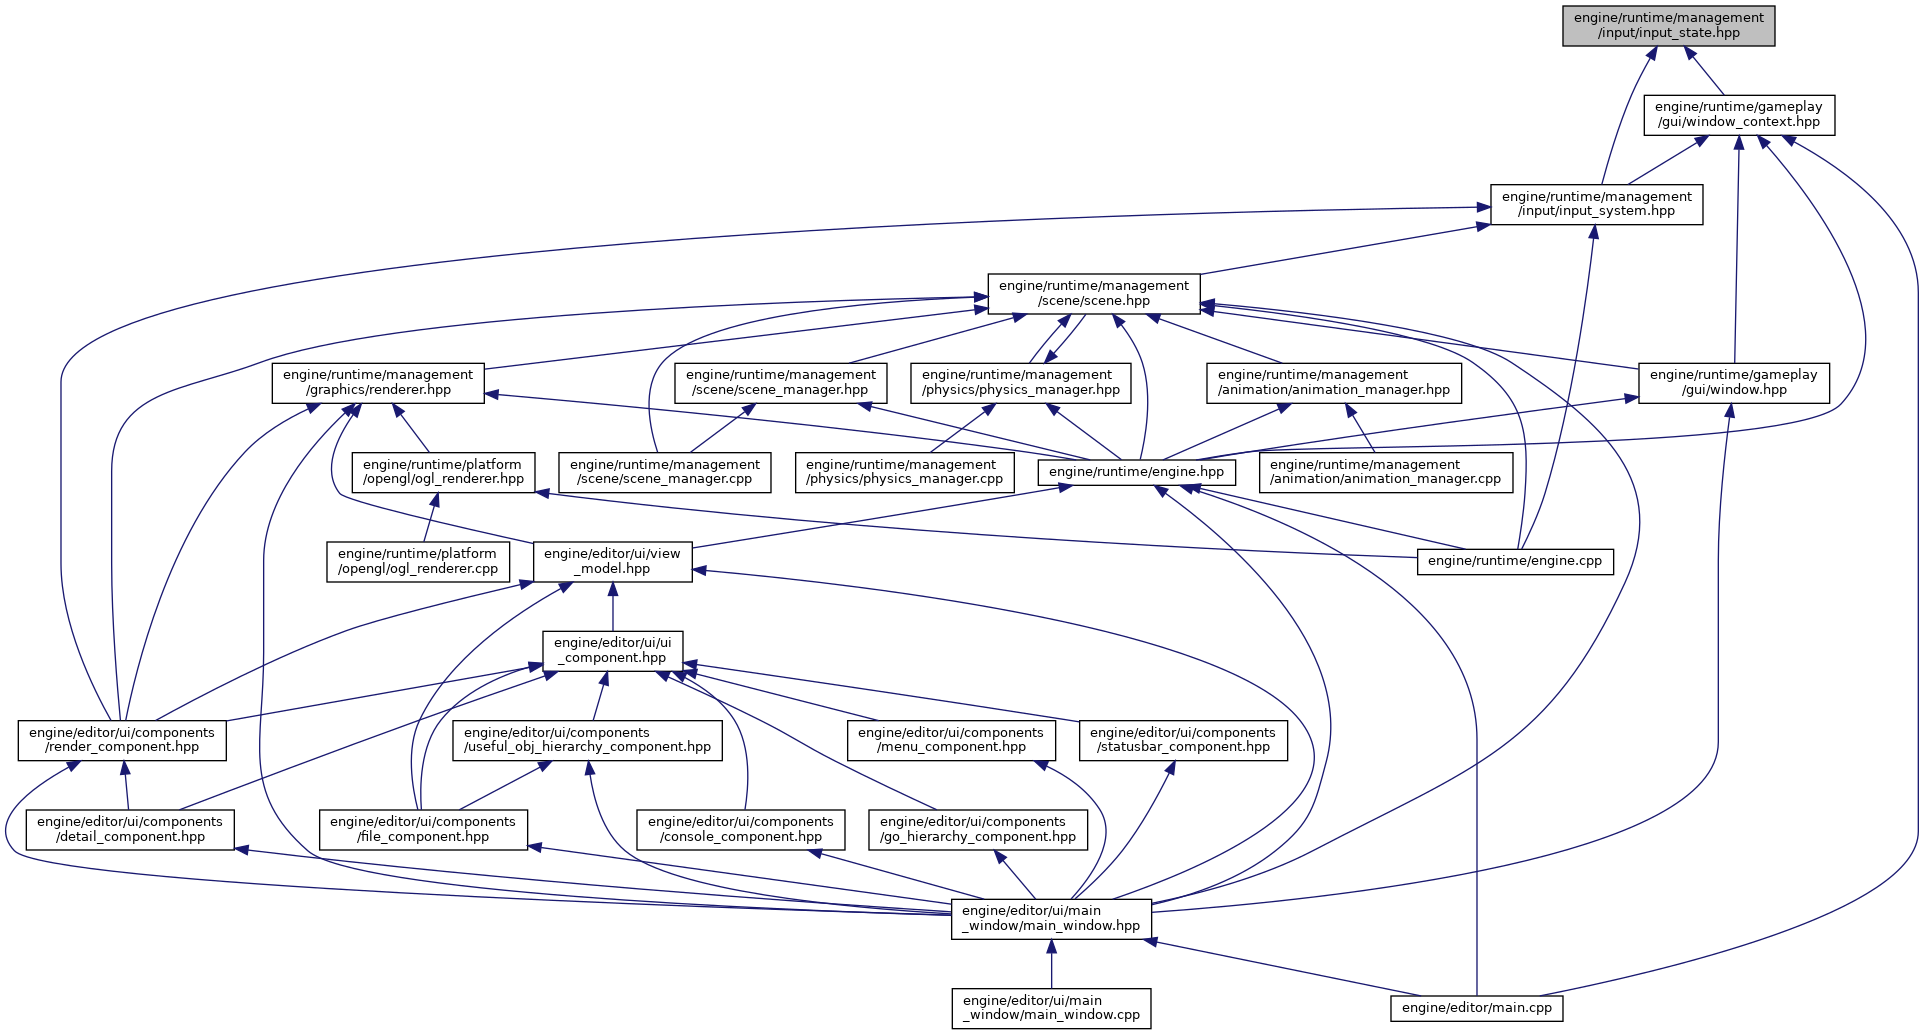 engine/runtime/management
/input/input_state.hpp
engine/runtime/gameplay
/gui/window_context.hpp
engine/runtime/management
/input/input_system.hpp
engine/runtime/management
/scene/scene.hpp
engine/runtime/management
/graphics/renderer.hpp
engine/runtime/management
/scene/scene_manager.hpp
engine/runtime/management
/physics/physics_manager.hpp
engine/runtime/management
/animation/animation_manager.hpp
engine/runtime/gameplay
/gui/window.hpp
engine/runtime/platform
/opengl/ogl_renderer.hpp
engine/runtime/management
/scene/scene_manager.cpp
engine/runtime/management
/physics/physics_manager.cpp
engine/runtime/engine.hpp
engine/runtime/management
/animation/animation_manager.cpp
engine/runtime/platform
/opengl/ogl_renderer.cpp
engine/editor/ui/view
_model.hpp
engine/runtime/engine.cpp
engine/editor/ui/ui
_component.hpp
engine/editor/ui/components
/render_component.hpp
engine/editor/ui/components
/useful_obj_hierarchy_component.hpp
engine/editor/ui/components
/menu_component.hpp
engine/editor/ui/components
/statusbar_component.hpp
engine/editor/ui/components
/detail_component.hpp
engine/editor/ui/components
/file_component.hpp
engine/editor/ui/components
/console_component.hpp
engine/editor/ui/components
/go_hierarchy_component.hpp
engine/editor/ui/main
_window/main_window.hpp
engine/editor/ui/main
_window/main_window.cpp
engine/editor/main.cpp